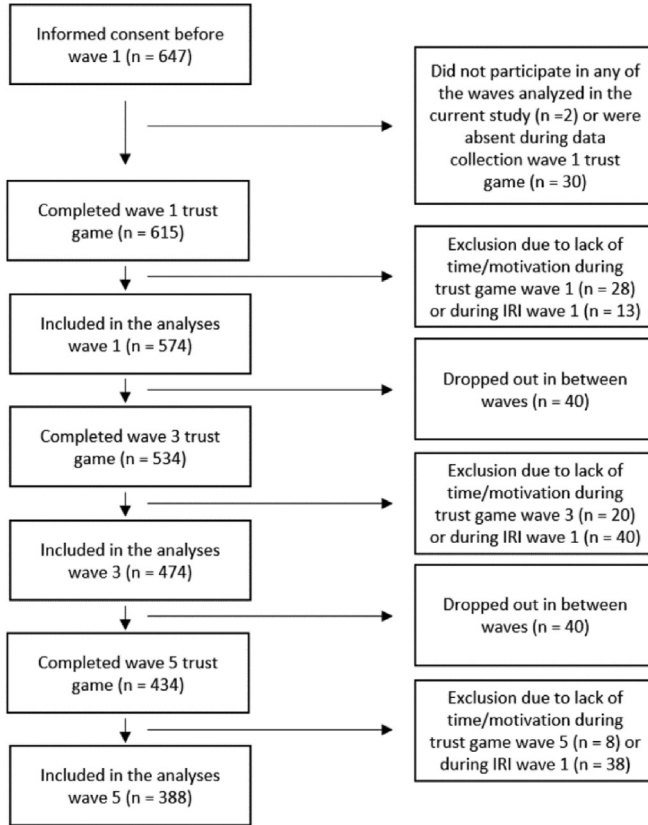 Informed consent before
wave 1 (n = 647)
Did not participate in any of
the waves analyzed in the
current study (n =2) or were
absent during data
collection wave 1 trust
game (n = 30)
Completed wave 1 trust
game (n = 615)
Exclusion due to lack of
time/motivation during
trust game wave 1 (n = 28)
or during IRI wave 1 (n = 13)
Included in the analyses
wave 1 (n = 574)
Dropped out in between
waves (n = 40)
Completed wave 3 trust
game (n = 534)
Exclusion due to lack of
time/motivation during
trust game wave 3 (n = 20)
or during IRI wave 1 (n = 40)
Included in the analyses
wave 3 (n = 474)
Dropped out in between
waves (n = 40)
Completed wave 5 trust
game (n = 434)
Exclusion due to lack of
time/motivation during
trust game wave 5 (n = 8) or
during IRI wave 1 (n = 38)
Included in the analyses
wave 5 (n = 388)